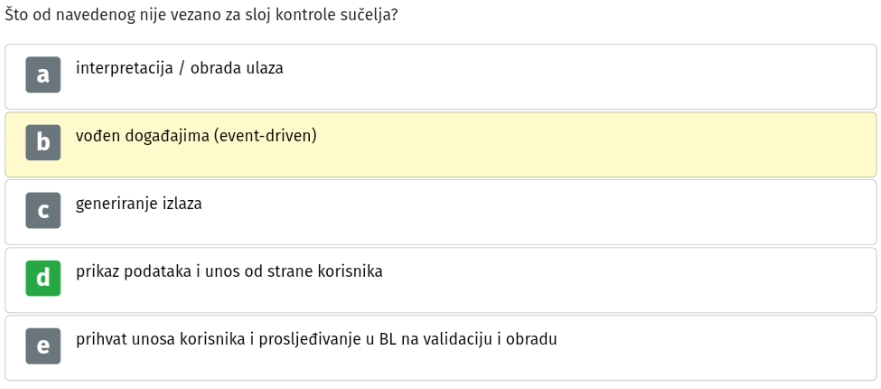 Što od navedenog nije vezano za sloj kontrole sučelja?
a interpretacija / obrada ulaza
b vođen događajima (event-driven)
c generiranje izlaza
d prikaz podataka i unos od strane korisnika
e prihvat unosa korisnika i prosljeđivanje u BL na validaciju i obradu